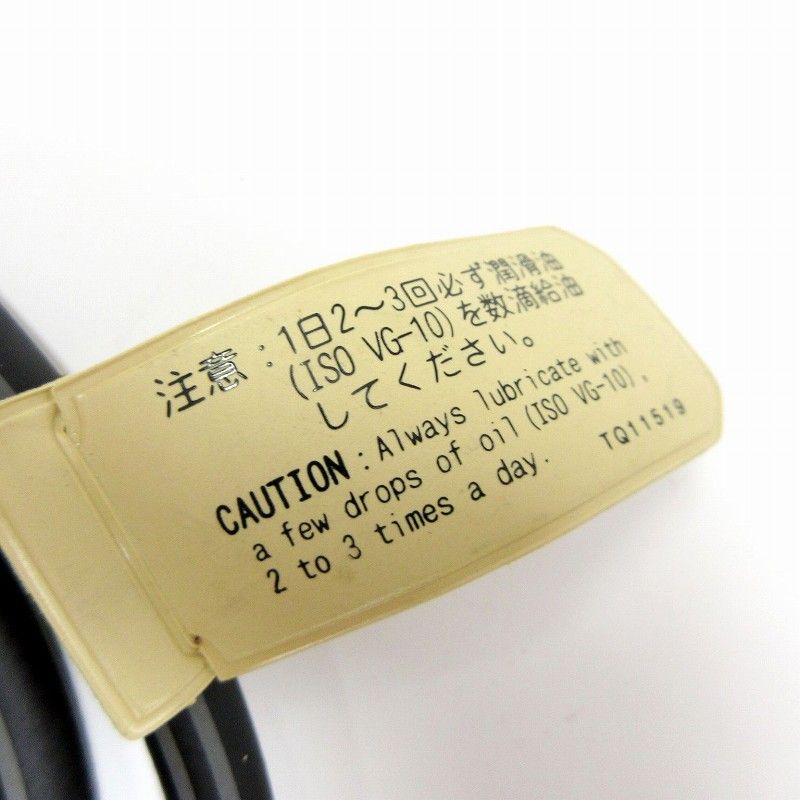 注意：1日2〜3回必ず潤滑油
(ISO VG-10)を数滴給油
してください。
CAUTION：Always lubricate with
a few drops of oil (ISO VG-10),
2 to 3 times a day.
TQ11519